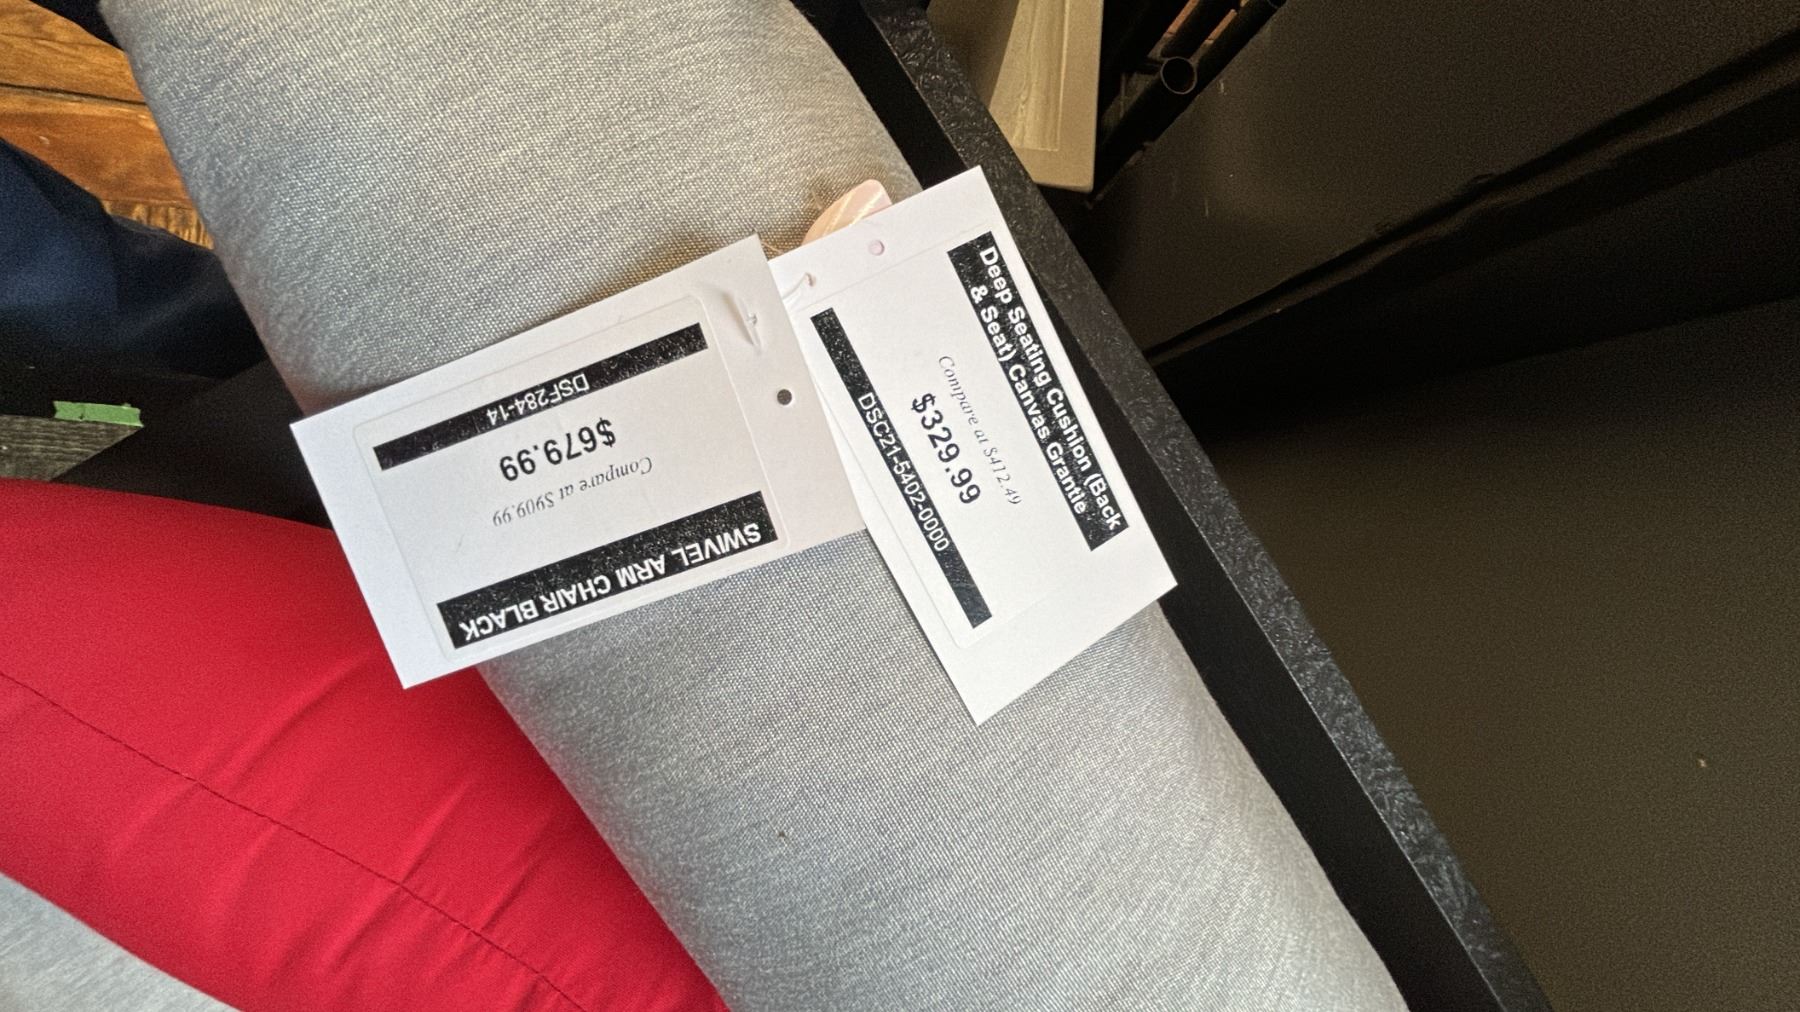 SWIVEL ARM CHAIR BLACK
Compare at $909.99
$679.99
DSF284-14
Deep Seating Cushion (Back
& Seat) Canvas Granite
Compare at $412.49
$329.99
DSC21-5402-0000